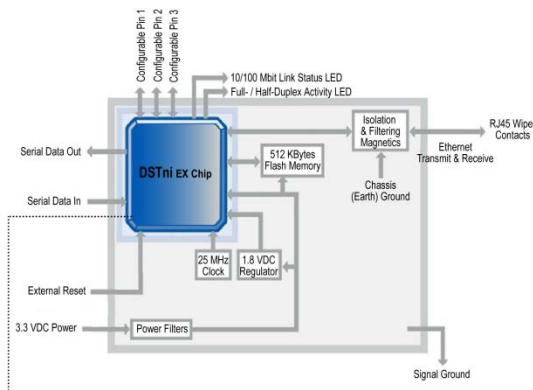 Configurable Pin 1
Configurable Pin 2
Configurable Pin 3
10/100 Mbit Link Status LED
Full- / Half-Duplex Activity LED
Isolation
& Filtering
Magnetics
RJ45 Wipe
Contacts
Ethernet
Transmit & Receive
Serial Data Out
DSTni EX Chip
512 KBytes
Flash Memory
Chassis
(Earth) Ground
Serial Data In
25 MHz
Clock
1.8 VDC
Regulator
External Reset
3.3 VDC Power
Power Filters
Signal Ground